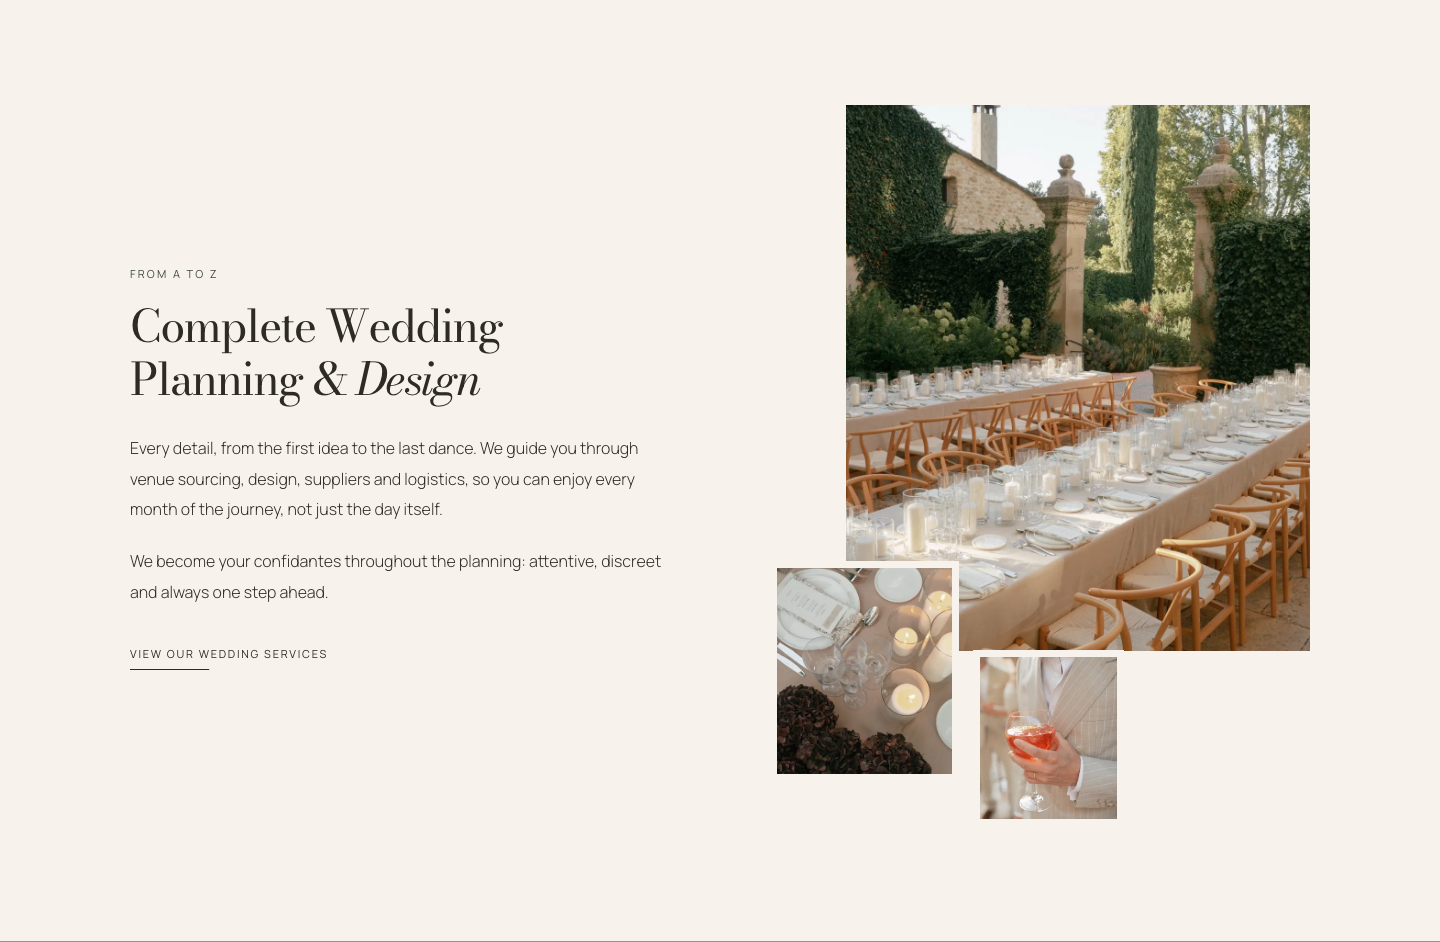 FROM A TO Z
Complete Wedding
Planning & Design
Every detail, from the first idea to the last dance. We guide you through
venue sourcing, design, suppliers and logistics, so you can enjoy every
month of the journey, not just the day itself.
We become your confidantes throughout the planning: attentive, discreet
and always one step ahead.
VIEW OUR WEDDING SERVICES